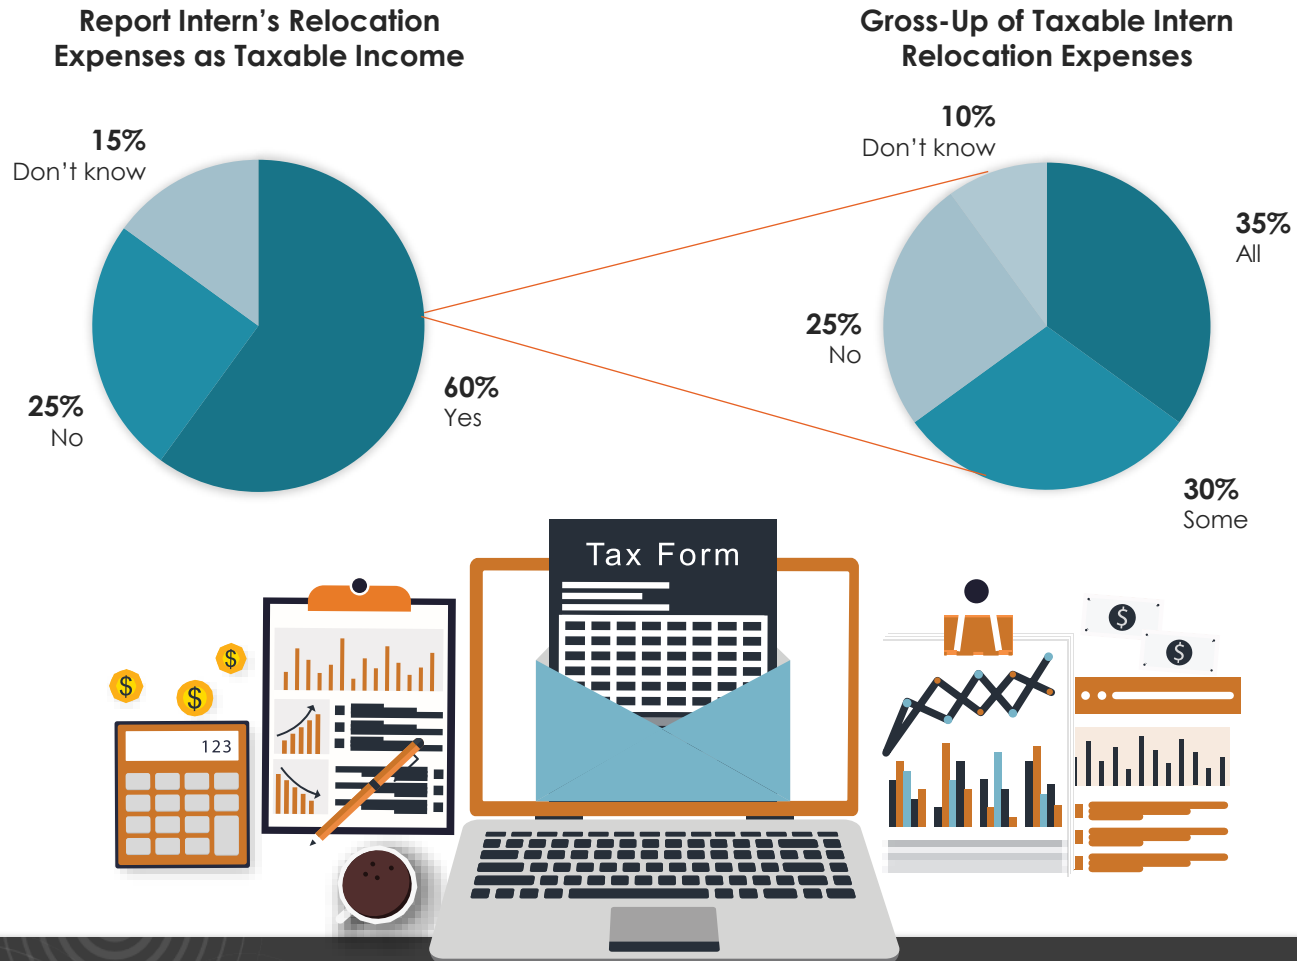 Report Intern’s Relocation
Expenses as Taxable Income
15%
Don’t know
25%
No
60%
Yes
Gross-Up of Taxable Intern
Relocation Expenses
10%
Don’t know
35%
All
25%
No
30%
Some
Tax Form
$
$
$
123
$
$